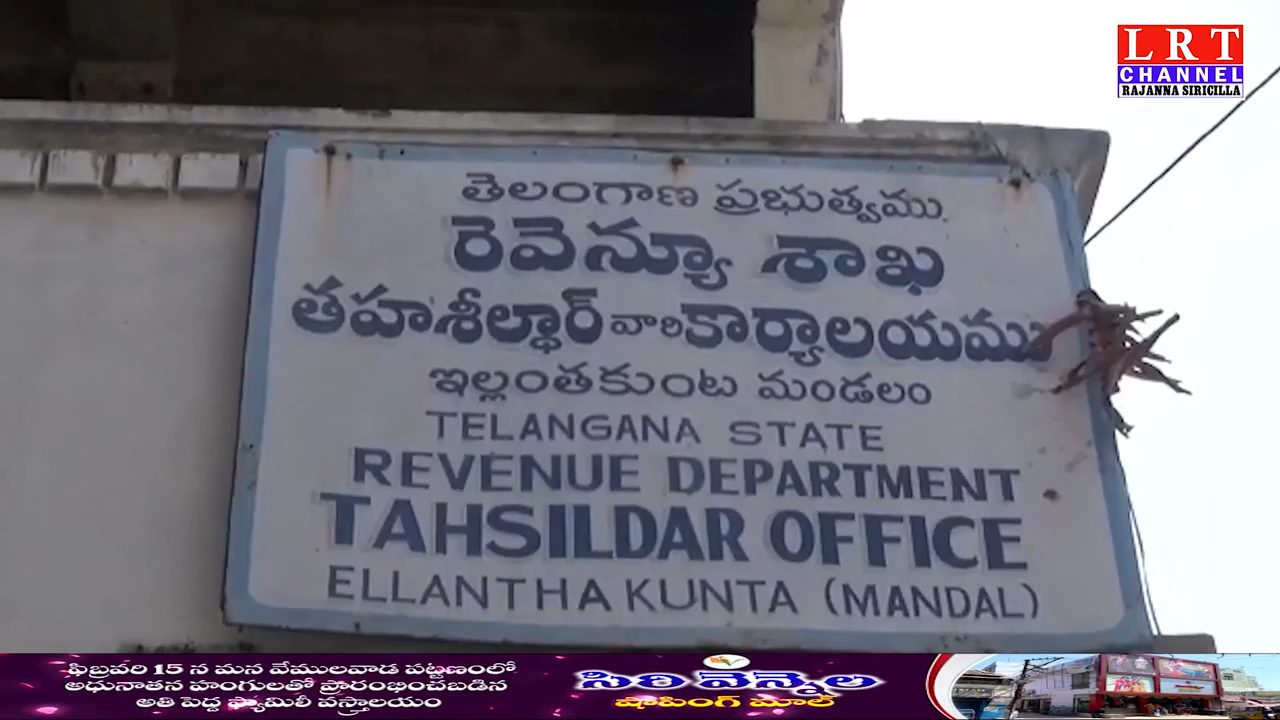 LRT
CHANNEL
RAJANNA SIRICILLA
తెలంగాణ ప్రభుత్వము.
రెవెన్యూ శాఖ
తహశీల్ధార్ వారి కార్యాలయము
ఇల్లంతకుంట మండలం
TELANGANA STATE
REVENUE DEPARTMENT
TAHSILDAR OFFICE
ELLANTHAKUNTA (MANDAL)
ఫిబ్రవరి 15 న మన వేములవాడ పట్టణంలో
అధునాతన హంగులతో ప్రారంభించబడిన
అతి పెద్ద ఫ్యామిలీ వస్త్రాలయం
సిరి వెన్నెల
షాపింగ్ మాల్